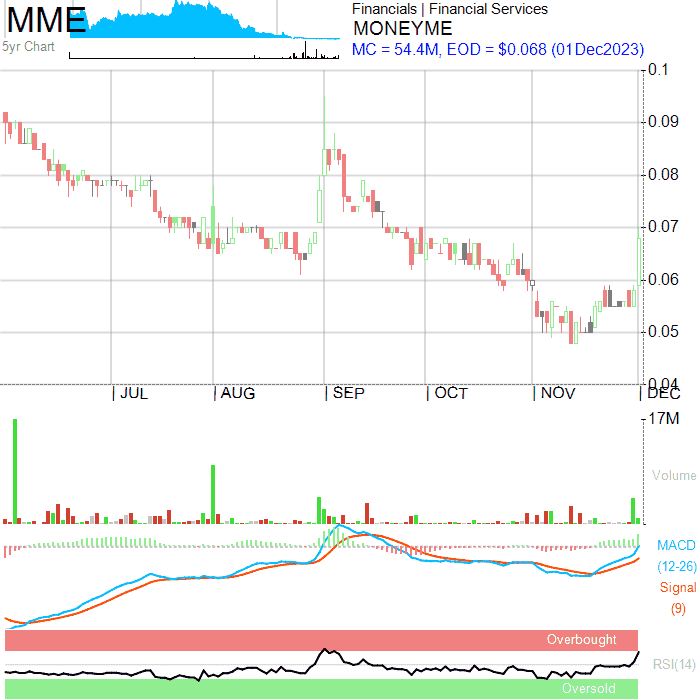 MME
Financials | Financial Services
MONEYME
5yr Chart
MC = 54.4M, EOD = $0.068 (01Dec2023)
0.1
0.09
0.08
0.07
0.06
0.05
0.04
JUL AUG SEP OCT NOV DEC
17M
Volume
MACD
(12-26)
Signal
(9)
Overbought
RSI(14)
Oversold